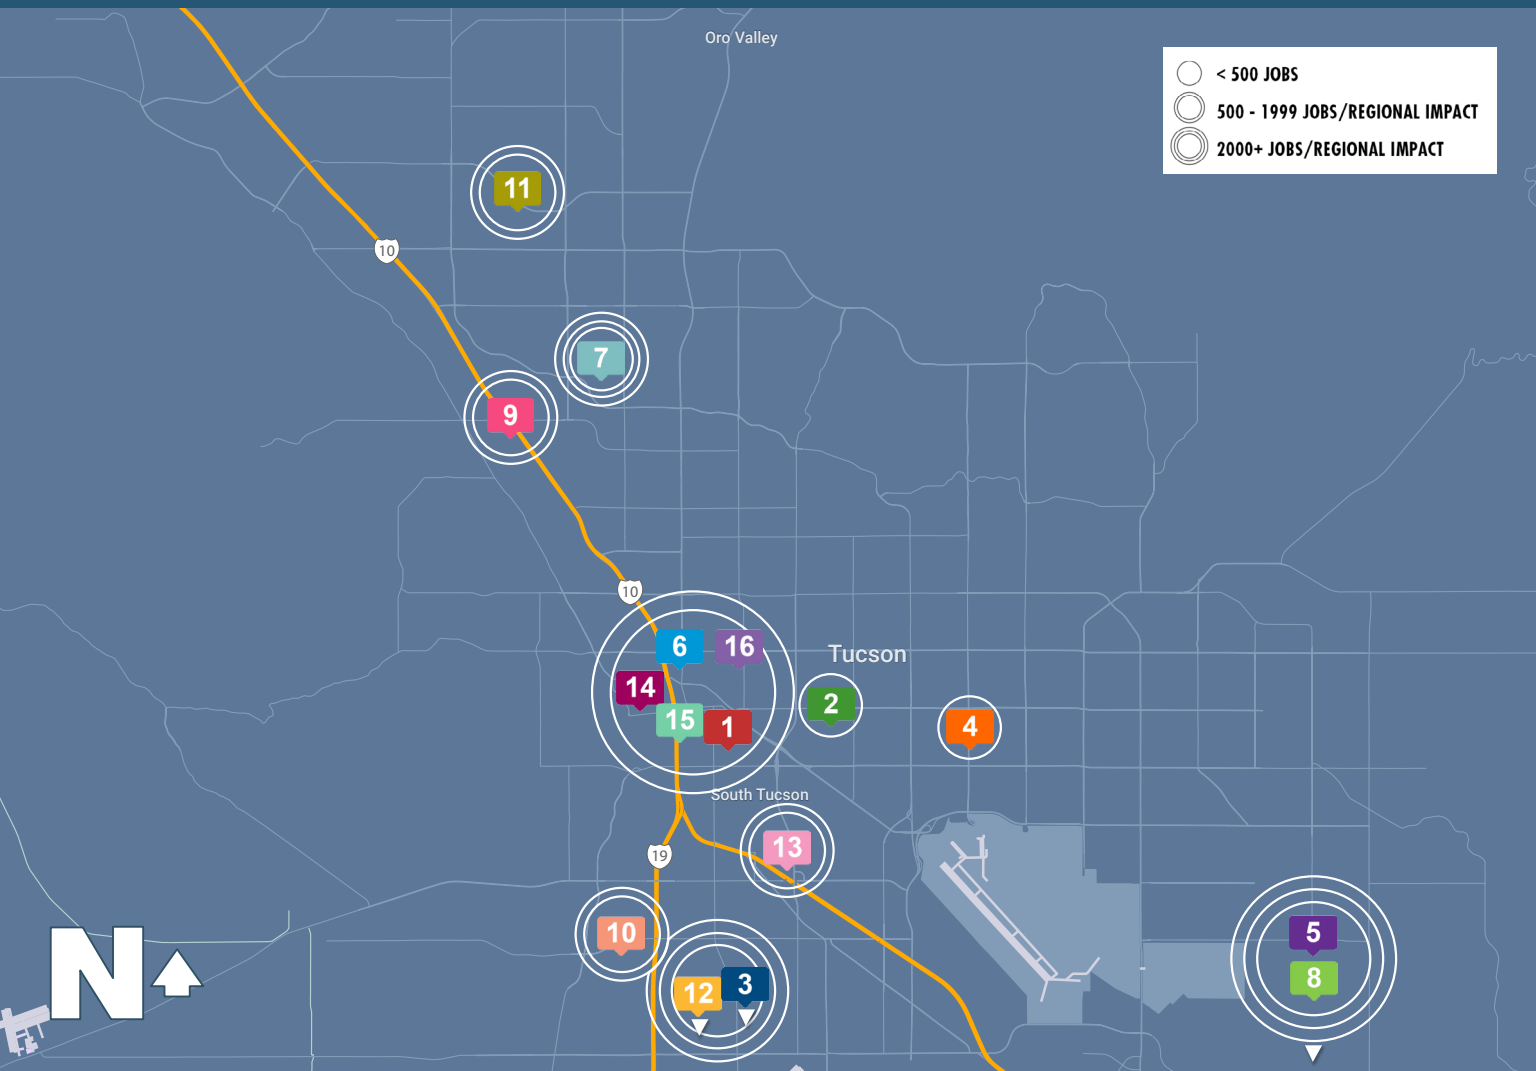 Oro Valley
< 500 JOBS
500 - 1999 JOBS/REGIONAL IMPACT
2000+ JOBS/REGIONAL IMPACT
11
10
7
9
10
6
16
Tucson
14
2
15
1
4
South Tucson
13
19
10
5
N
8
12
3